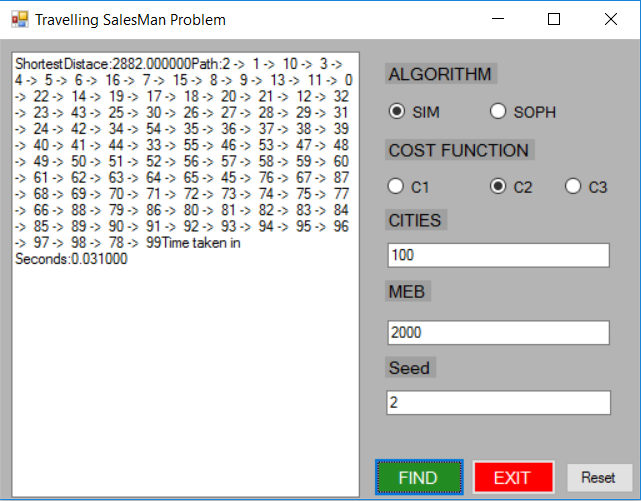 Travelling SalesMan Problem
ShortestDistace:2882.000000Path:2 -> 1 -> 10 -> 3 ->
4 -> 5 -> 6 -> 16 -> 7 -> 15 -> 8 -> 9 -> 13 -> 11 -> 0
-> 22 -> 14 -> 19 -> 17 -> 18 -> 20 -> 21 -> 12 -> 32
-> 23 -> 43 -> 25 -> 30 -> 26 -> 27 -> 28 -> 29 -> 31
-> 24 -> 42 -> 34 -> 54 -> 35 -> 36 -> 37 -> 38 -> 39
-> 40 -> 41 -> 44 -> 33 -> 55 -> 46 -> 53 -> 47 -> 48
-> 49 -> 50 -> 51 -> 52 -> 56 -> 57 -> 58 -> 59 -> 60
-> 61 -> 62 -> 63 -> 64 -> 65 -> 45 -> 76 -> 67 -> 87
-> 68 -> 69 -> 70 -> 71 -> 72 -> 73 -> 74 -> 75 -> 77
-> 66 -> 88 -> 79 -> 86 -> 80 -> 81 -> 82 -> 83 -> 84
-> 85 -> 89 -> 90 -> 91 -> 92 -> 93 -> 94 -> 95 -> 96
-> 97 -> 98 -> 78 -> 99Time taken in
Seconds:0.031000
ALGORITHM
SIM SOPH
COST FUNCTION
C1 C2 C3
CITIES
100
MEB
2000
Seed
2
FIND EXIT Reset